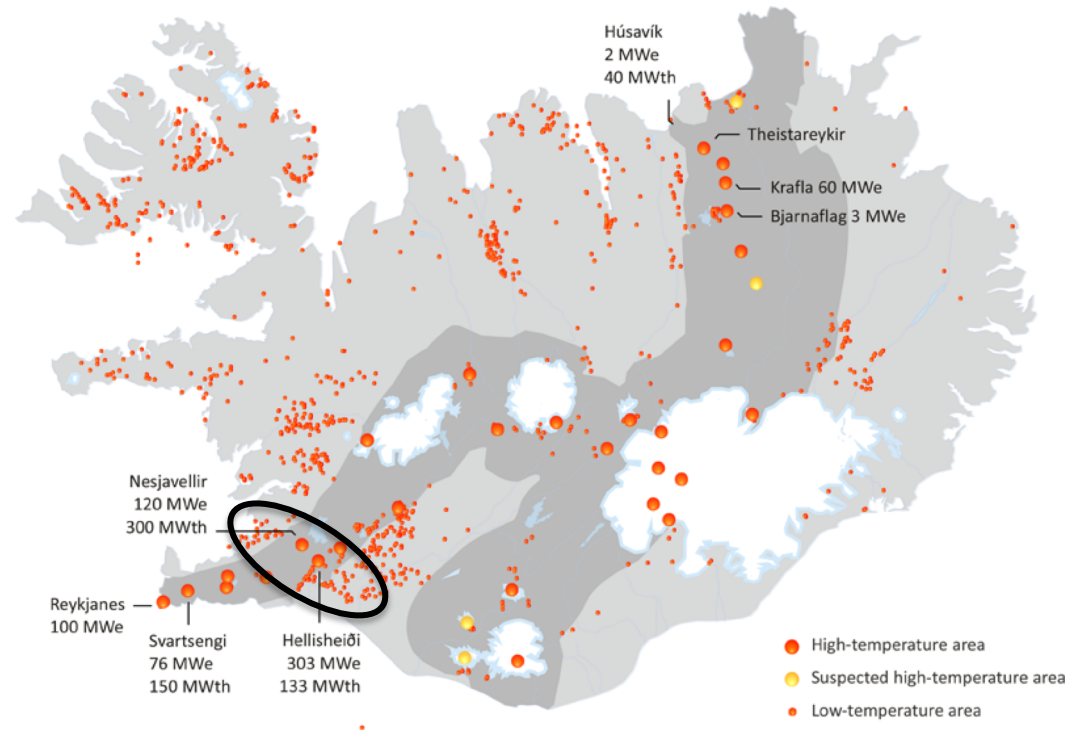 Húsavík
2 MWe
40 MWth
Theistareykir
Krafla 60 MWe
Bjarnaflag 3 MWe
Nesjavellir
120 MWe
300 MWth
Reykjanes
100 MWe
Svartsengi
76 MWe
150 MWth
Hellisheiði
303 MWe
133 MWth
High-temperature area
Suspected high-temperature area
Low-temperature area